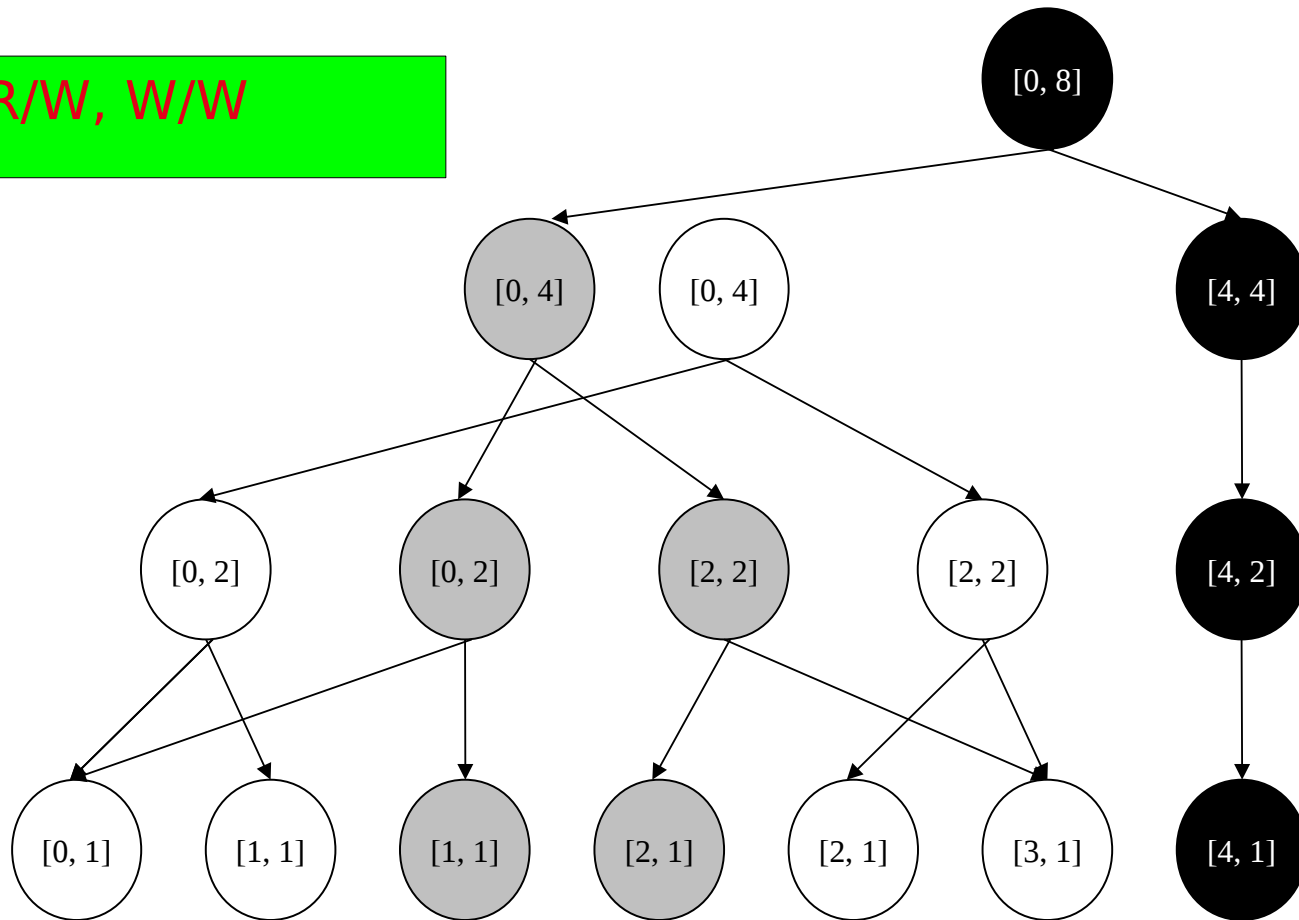 R/W, W/W
[0, 8]
[0, 4] [0, 4] [4, 4]
[0, 2] [0, 2] [2, 2] [2, 2] [4, 2]
[0, 1] [1, 1] [1, 1] [2, 1] [2, 1] [3, 1] [4, 1]